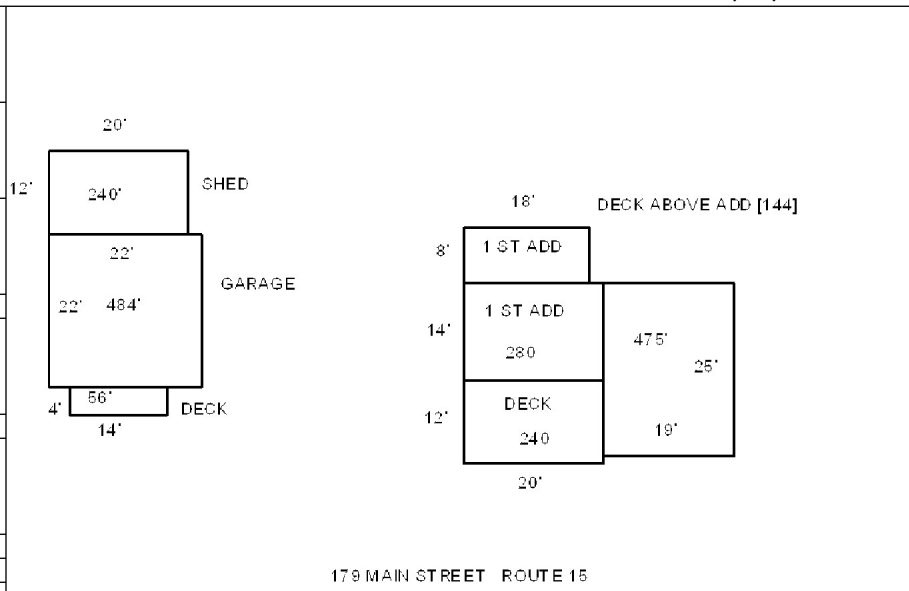 20'
12'
240'
SHED
22'
22'
484'
GARAGE
56'
4'
DECK
14'
18'
DECK ABOVE ADD [144]
8'
1 ST ADD
14'
1 ST ADD
280
475'
25'
12'
DECK
240
19'
20'
179 MAIN STREET ROUTE 15